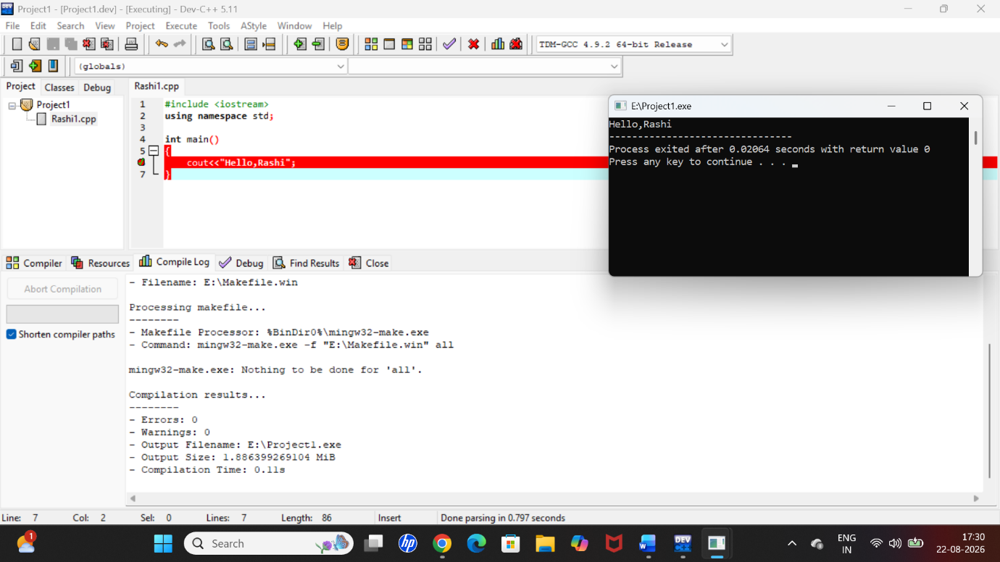 Project1 - [Project1.dev] - [Executing] - Dev-C++ 5.11
File Edit Search View Project Execute Tools AStyle Window Help
TDM-GCC 4.9.2 64-bit Release
(globals)
Project Classes Debug
Project1
Rashi1.cpp
Rashi1.cpp
1 #include <iostream>
2 using namespace std;
3
4 int main()
5 {
cout<<"Hello,Rashi";
7 }
E:\Project1.exe
Hello,Rashi
--------------------------------
Process exited after 0.02064 seconds with return value 0
Press any key to continue . . .
Compiler Resources Compile Log Debug Find Results Close
Abort Compilation
Shorten compiler paths
- Filename: E:\Makefile.win
Processing makefile...
--------
- Makefile Processor: %BinDir0%\mingw32-make.exe
- Command: mingw32-make.exe -f "E:\Makefile.win" all
mingw32-make.exe: Nothing to be done for 'all'.
Compilation results...
--------
- Errors: 0
- Warnings: 0
- Output Filename: E:\Project1.exe
- Output Size: 1.886399269104 MiB
- Compilation Time: 0.11s
Line: 7 Col: 2 Sel: 0 Lines: 7 Length: 86 Insert Done parsing in 0.797 seconds
1
Search
hp
DEV
ENG
IN
17:30
22-08-2026